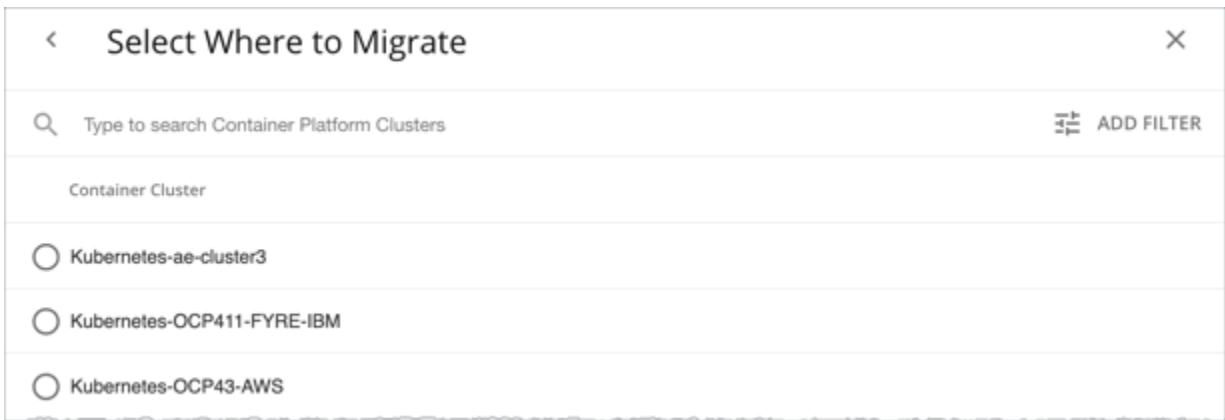 Select Where to Migrate
Type to search Container Platform Clusters
ADD FILTER
Container Cluster
Kubernetes-ae-cluster3
Kubernetes-OCP411-FYRE-IBM
Kubernetes-OCP43-AWS